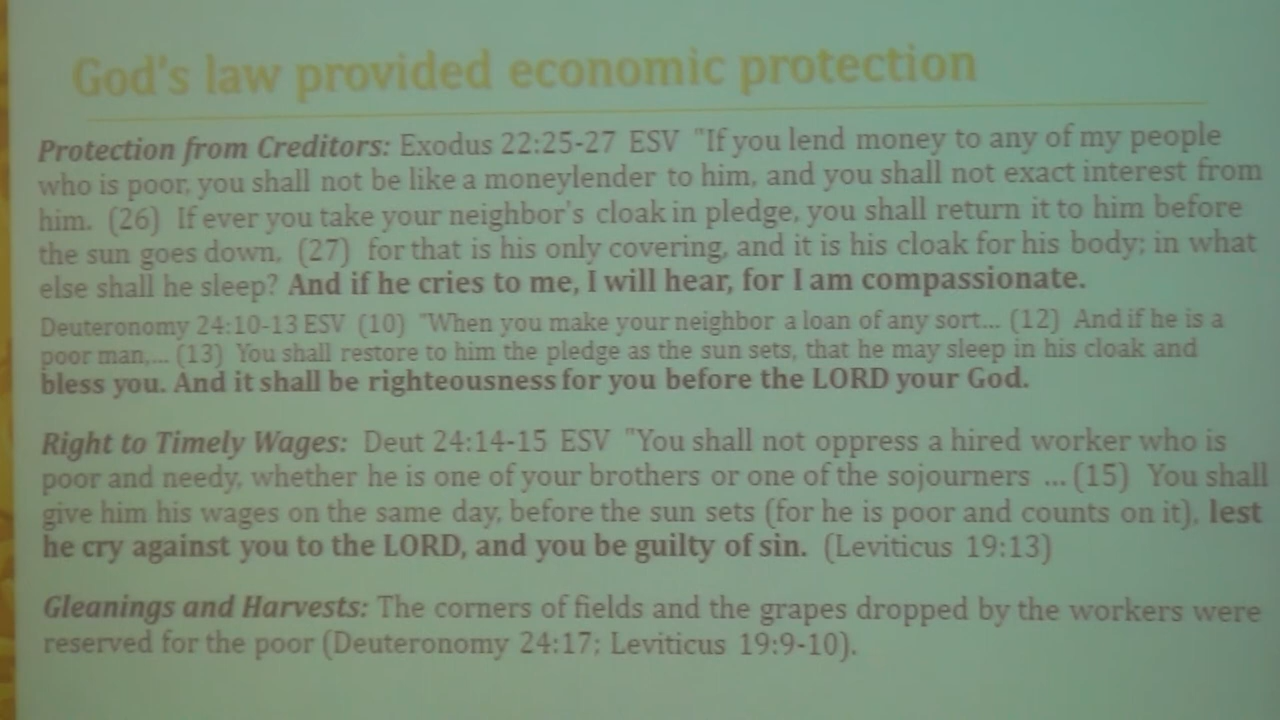 God's law provided economic protection
Protection from Creditors: Exodus 22:25-27 ESV "If you lend money to any of my people
who is poor, you shall not be like a moneylender to him, and you shall not exact interest from
him. (26) If ever you take your neighbor's cloak in pledge, you shall return it to him before
the sun goes down, (27) for that is his only covering, and it is his cloak for his body; in what
else shall he sleep? And if he cries to me, I will hear, for I am compassionate.
Deuteronomy 24:10-13 ESV (10) "When you make your neighbor a loan of any sort... (12) And if he is a
poor man,... (13) You shall restore to him the pledge as the sun sets, that he may sleep in his cloak and
bless you. And it shall be righteousness for you before the LORD your God.
Right to Timely Wages: Deut 24:14-15 ESV "You shall not oppress a hired worker who is
poor and needy, whether he is one of your brothers or one of the sojourners ... (15) You shall
give him his wages on the same day, before the sun sets (for he is poor and counts on it), lest
he cry against you to the LORD, and you be guilty of sin. (Leviticus 19:13)
Gleanings and Harvests: The corners of fields and the grapes dropped by the workers were
reserved for the poor (Deuteronomy 24:17; Leviticus 19:9-10).